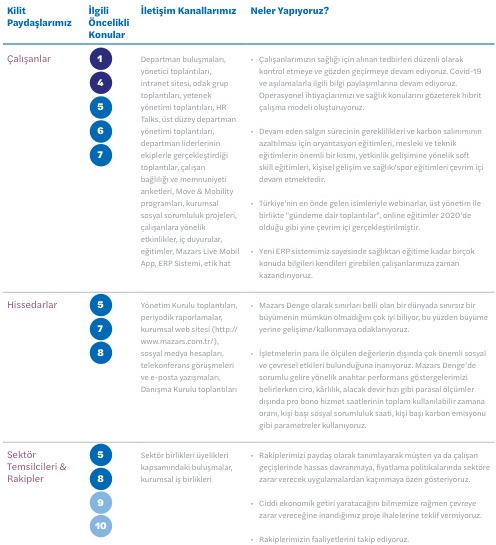 Kilit
Paydaşlarımız
İlgili
Öncelikli
Konular
İletişim Kanallarımız
Neler Yapıyoruz?
Çalışanlar
1
4
5
6
7
Departman buluşmaları,
yönetici toplantıları,
intranet sitesi, odak grup
toplantıları, yetenek
yönetimi toplantıları, HR
Talks, üst düzey departman
yönetimi toplantıları,
departman liderlerinin
ekiplerle gerçekleştirdiği
toplantılar, çalışan
bağlılığı ve memnuniyeti
anketleri, Move & Mobility
programları, kurumsal
sosyal sorumluluk projeleri,
çalışanlara yönelik
etkinlikler, iç duyurular,
eğitimler, Mazars Live Mobil
App, ERP Sistemi, etik hat
• Çalışanlarımızın sağlığı için alınan tedbirleri düzenli olarak
kontrol etmeye ve gözden geçirmeye devam ediyoruz. Covid-19
ve aşılamalarla ilgili bilgi paylaşımlarına devam ediyoruz.
Operasyonel ihtiyaçlarımızı ve sağlık konularını gözeterek hibrit
çalışma modeli oluşturuyoruz.
• Devam eden salgın sürecinin gereklilikleri ve karbon salınımının
azaltılması için oryantasyon eğitimleri, mesleki ve teknik
eğitimlerin önemli bir kısmı, yetkinlik gelişimine yönelik soft
skill eğitimleri, kişisel gelişim ve sağlık/spor eğitimleri çevrim içi
devam etmektedir.
• Türkiye'nin en önde gelen isimleriyle webinarlar, üst yönetim ile
birlikte "gündeme dair toplantılar", online eğitimler 2020'de
olduğu gibi yine çevrim içi gerçekleştirilmiştir.
• Yeni ERP sistemimiz sayesinde sağlıktan eğitime kadar birçok
konuda bilgileri kendileri girebilen çalışanlarımıza zaman
kazandırıyoruz.
Hissedarlar
5
7
8
Yönetim Kurulu toplantıları,
periyodik raporlamalar,
kurumsal web sitesi (http://
www.mazars.com.tr/),
sosyal medya hesapları,
telekonferans görüşmeleri
ve e-posta yazışmaları,
Danışma Kurulu toplantıları
• Mazars Denge olarak sınırları belli olan bir dünyada sınırsız bir
büyümenin mümkün olmadığını çok iyi biliyor, bu yüzden büyüme
yerine gelişime/kalkınmaya odaklanıyoruz.
• İşletmelerin para ile ölçülen değerlerin dışında çok önemli sosyal
ve çevresel etkileri bulunduğuna inanıyoruz. Mazars Denge'de
sorumlu gelire yönelik anahtar performans göstergelerimizi
belirlerken ciro, kârlılık, alacak devir hızı gibi parasal ölçümler
dışında pro bono hizmet saatlerinin toplam kullanılabilir zamana
oranı, kişi başı sosyal sorumluluk saati, kişi başı karbon emisyonu
gibi parametreler kullanıyoruz.
Sektör
Temsilcileri &
Rakipler
5
8
9
10
Sektör birlikleri üyelikleri
kapsamındaki buluşmalar,
kurumsal iş birlikleri
• Rakiplerimizi paydaş olarak tanımlayarak müşteri ya da çalışan
geçişlerinde hassas davranmaya, fiyatlama politikalarında sektöre
zarar verecek uygulamalardan kaçınmaya özen gösteriyoruz.
• Ciddi ekonomik getiri yaratacağını bilmemize rağmen çevreye
zarar vereceğine inandığımız proje ihalelerine teklif vermiyoruz.
• Rakiplerimizin faaliyetlerini takip ediyoruz.